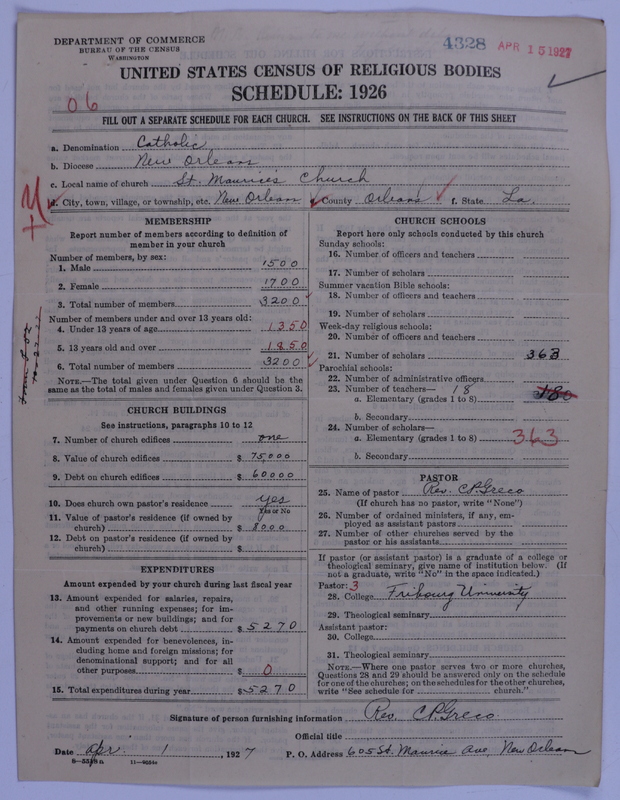 DEPARTMENT OF COMMERCE
BUREAU OF THE CENSUS
WASHINGTON
4328 APR 15 1927
UNITED STATES CENSUS OF RELIGIOUS BODIES
SCHEDULE: 1926
06
FILL OUT A SEPARATE SCHEDULE FOR EACH CHURCH. SEE INSTRUCTIONS ON THE BACK OF THIS SHEET
a. Denomination Catholic
b. Diocese New Orleans
c. Local name of church St. Maurice's Church
d. City, town, village, or township, etc. New Orleans e. County Orleans f. State La.
MEMBERSHIP
Report number of members according to definition of
member in your church
Number of members, by sex:
1. Male 1500
2. Female 1700
3. Total number of members 3200
Number of members under and over 13 years old:
4. Under 13 years of age 1350
5. 13 years old and over 1850
6. Total number of members 3200
NOTE.—The total given under Question 6 should be the
same as the total of males and females given under Question 3.
CHURCH BUILDINGS
See instructions, paragraphs 10 to 12
7. Number of church edifices one
8. Value of church edifices $ 75,000
9. Debt on church edifices $ 60000
10. Does church own pastor's residence yes
Yes or No
11. Value of pastor's residence (if owned by
church) $ 8000
12. Debt on pastor's residence (if owned by
church) $
EXPENDITURES
Amount expended by your church during last fiscal year
13. Amount expended for salaries, repairs,
and other running expenses; for im-
provements or new buildings; and for
payments on church debt $ 5270
14. Amount expended for benevolences, in-
cluding home and foreign missions; for
denominational support; and for all
other purposes $ 0
15. Total expenditures during year $ 5270
CHURCH SCHOOLS
Report here only schools conducted by this church
Sunday schools:
16. Number of officers and teachers
17. Number of scholars
Summer vacation Bible schools:
18. Number of officers and teachers
19. Number of scholars
Week-day religious schools:
20. Number of officers and teachers
21. Number of scholars 363
Parochial schools:
22. Number of administrative officers
23. Number of teachers— 18
a. Elementary (grades 1 to 8)
b. Secondary
24. Number of scholars—
a. Elementary (grades 1 to 8) 363
b. Secondary
PASTOR
25. Name of pastor Rev. C.P. Greco
(If church has no pastor, write "None")
26. Number of ordained ministers, if any, em-
ployed as assistant pastors
27. Number of other churches served by the
pastor or his assistants
If pastor (or assistant pastor) is a graduate of a college or
theological seminary, give name of institution below. (If
not a graduate, write "No" in the space indicated.)
Pastor: 3
28. College Fribourg University
29. Theological seminary
Assistant pastor:
30. College
31. Theological seminary
NOTE.—Where one pastor serves two or more churches,
Questions 28 and 29 should be answered only on the schedule
for one of the churches; on the schedules for the other churches,
write "See schedule for church."
Signature of person furnishing information Rev. C.P. Greco
Official title
Date Apr. 1, 1927 P. O. Address 605 St. Maurice Ave, New Orleans